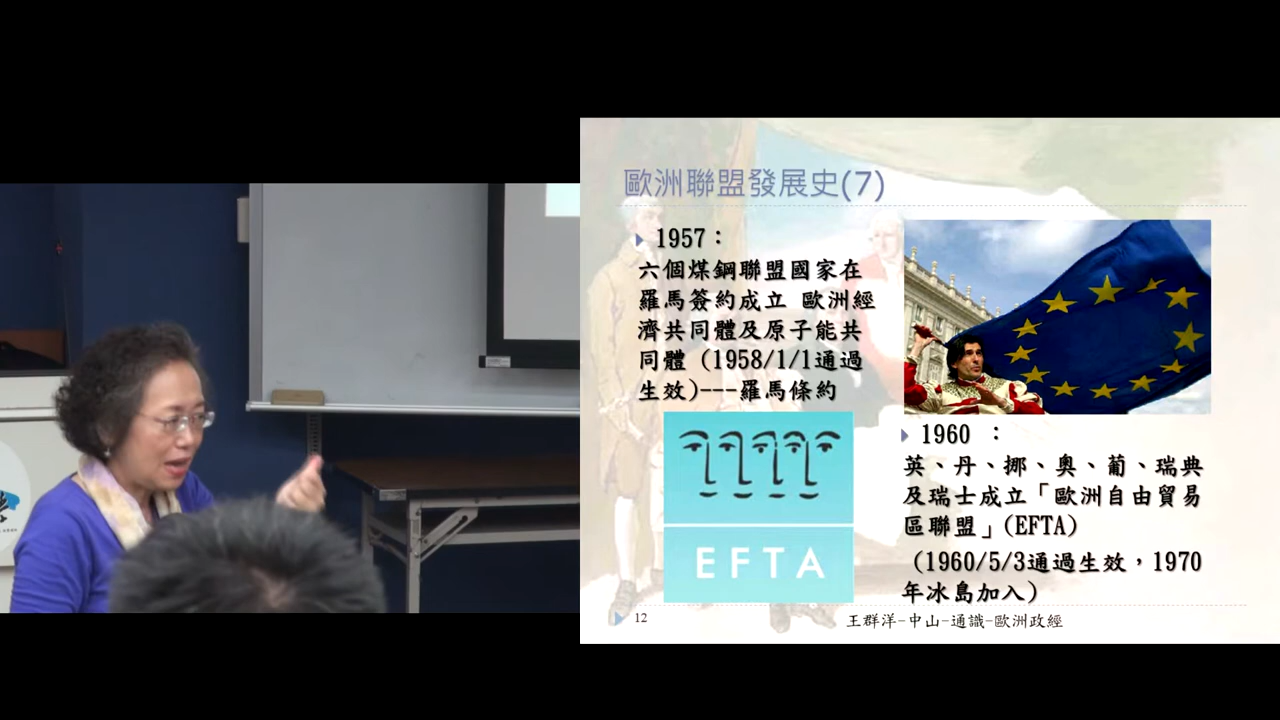 歐洲聯盟發展史(7)
1957：
六個煤鋼聯盟國家在
羅馬簽約成立 歐洲經
濟共同體及原子能共
同體 (1958/1/1通過
生效)---羅馬條約
EFTA
1960 ：
英、丹、挪、奧、葡、瑞典
及瑞士成立「歐洲自由貿易
區聯盟」(EFTA)
(1960/5/3通過生效，1970
年冰島加入)
12
王群洋-中山-通識-歐洲政經